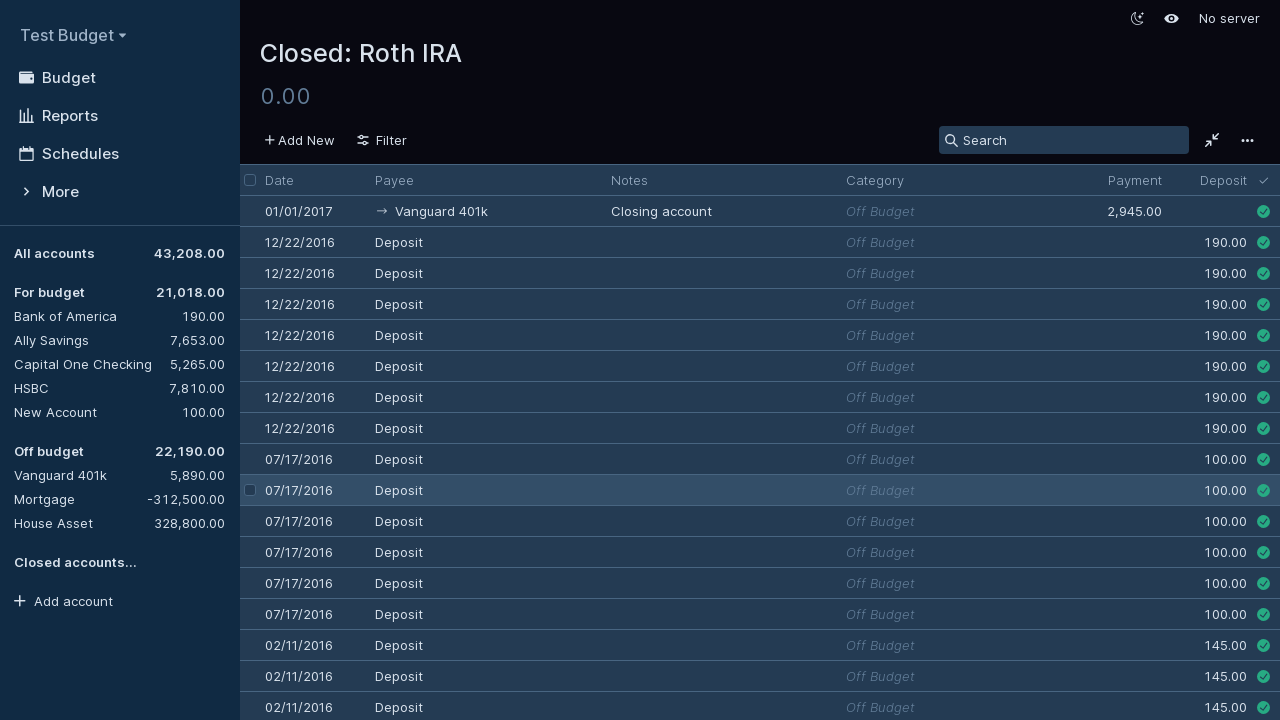 Test Budget
Budget
Reports
Schedules
More
All accounts 43,208.00
For budget 21,018.00
Bank of America 190.00
Ally Savings 7,653.00
Capital One Checking 5,265.00
HSBC 7,810.00
New Account 100.00
Off budget 22,190.00
Vanguard 401k 5,890.00
Mortgage -312,500.00
House Asset 328,800.00
Closed accounts...
Add account
No server
Closed: Roth IRA
0.00
Add New Filter Search
Date Payee Notes Category Payment Deposit
01/01/2017 → Vanguard 401k Closing account Off Budget 2,945.00
12/22/2016 Deposit Off Budget 190.00
12/22/2016 Deposit Off Budget 190.00
12/22/2016 Deposit Off Budget 190.00
12/22/2016 Deposit Off Budget 190.00
12/22/2016 Deposit Off Budget 190.00
12/22/2016 Deposit Off Budget 190.00
12/22/2016 Deposit Off Budget 190.00
07/17/2016 Deposit Off Budget 100.00
07/17/2016 Deposit Off Budget 100.00
07/17/2016 Deposit Off Budget 100.00
07/17/2016 Deposit Off Budget 100.00
07/17/2016 Deposit Off Budget 100.00
07/17/2016 Deposit Off Budget 100.00
02/11/2016 Deposit Off Budget 145.00
02/11/2016 Deposit Off Budget 145.00
02/11/2016 Deposit Off Budget 145.00